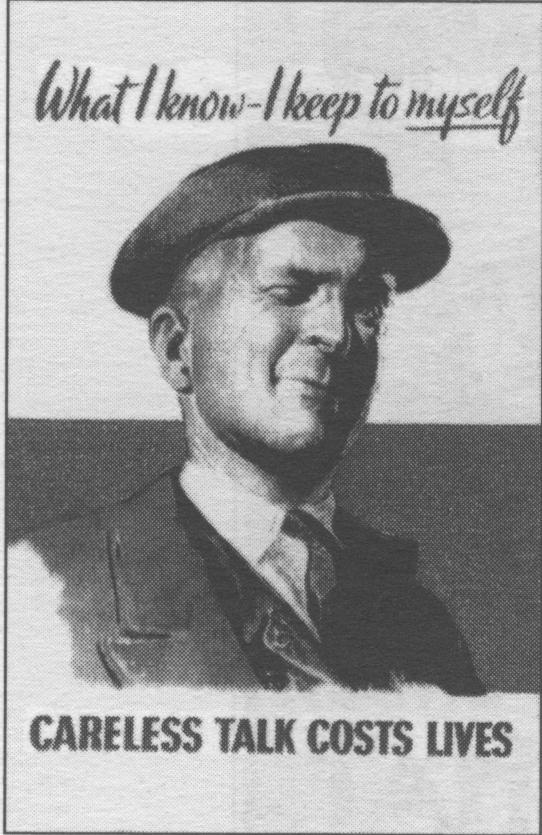 What I know-I keep to myself
CARELESS TALK COSTS LIVES